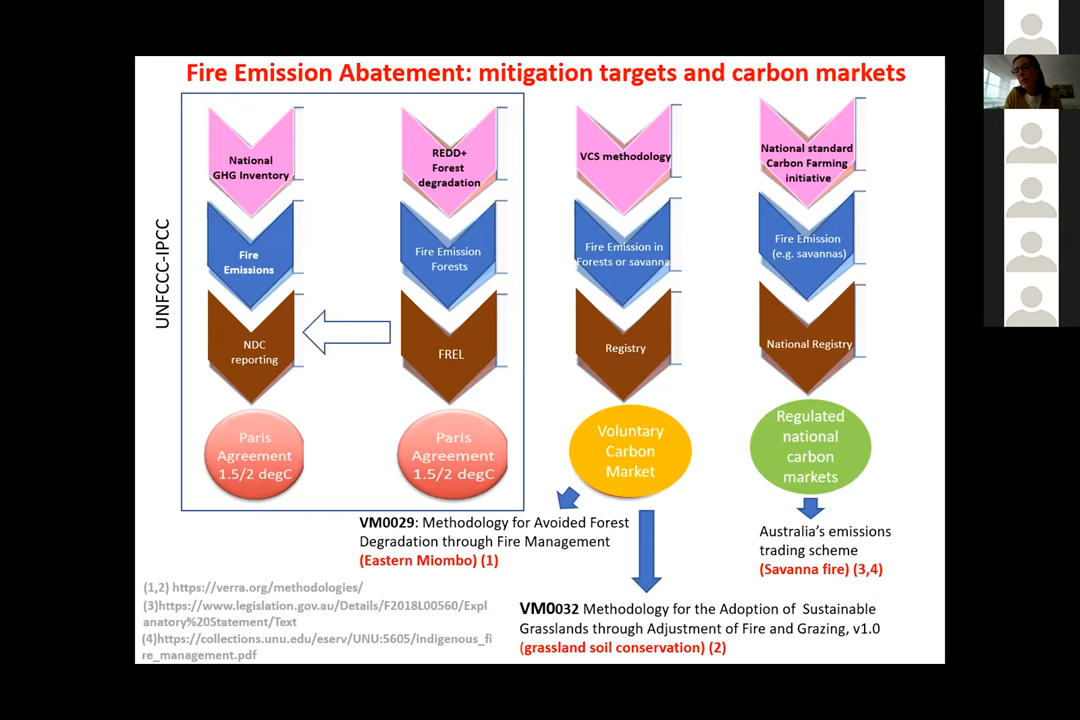 Fire Emission Abatement: mitigation targets and carbon markets
UNFCCC-IPCC
National
GHG Inventory
Fire
Emissions
NDC
reporting
Paris
Agreement
1.5/2 degC
REDD+
Forest
degradation
Fire Emission
Forests
FREL
Paris
Agreement
1.5/2 degC
VCS methodology
Fire Emission in
Forests or savanna
Registry
Voluntary
Carbon
Market
National standard
Carbon Farming
initiative
Fire Emission
(e.g. savannas)
National Registry
Regulated
national
carbon
markets
VM0029: Methodology for Avoided Forest
Degradation through Fire Management
(Eastern Miombo) (1)
Australia's emissions
trading scheme
(Savanna fire) (3,4)
VM0032 Methodology for the Adoption of Sustainable
Grasslands through Adjustment of Fire and Grazing, v1.0
(grassland soil conservation) (2)
(1,2) https://verra.org/methodologies/
(3)https://www.legislation.gov.au/Details/F2018L00560/Expl
anatory%20Statement/Text
(4)https://collections.unu.edu/eserv/UNU:5605/indigenous_fi
re_management.pdf